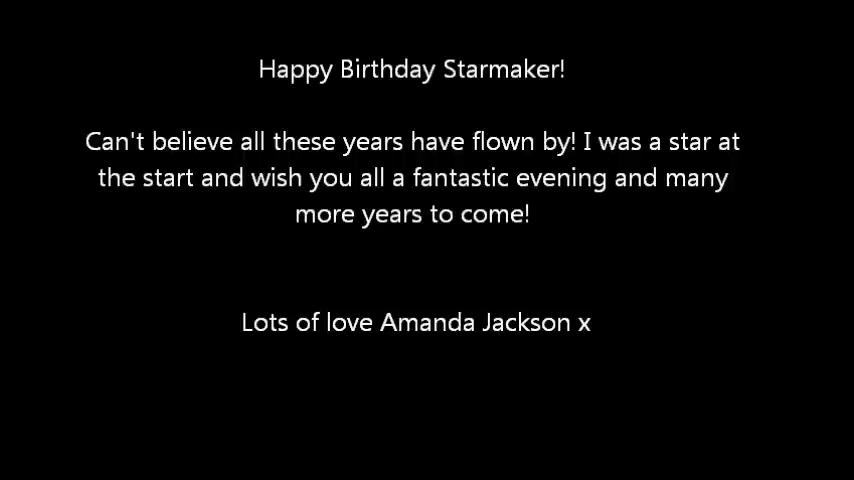 Happy Birthday Starmaker!
Can't believe all these years have flown by! I was a star at
the start and wish you all a fantastic evening and many
more years to come!
Lots of love Amanda Jackson x